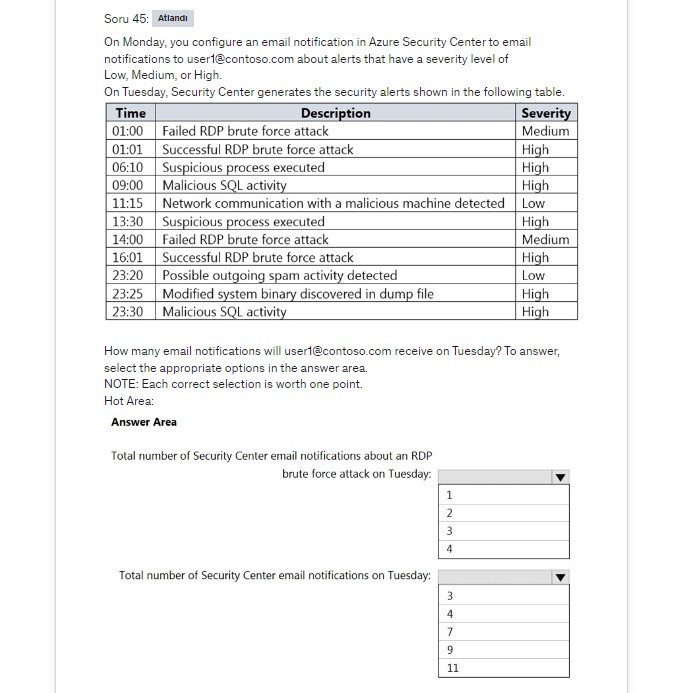 Soru 45: Atlandı
On Monday, you configure an email notification in Azure Security Center to email
notifications to user1@contoso.com about alerts that have a severity level of
Low, Medium, or High.
On Tuesday, Security Center generates the security alerts shown in the following table.
Time Description Severity
01:00 Failed RDP brute force attack Medium
01:01 Successful RDP brute force attack High
06:10 Suspicious process executed High
09:00 Malicious SQL activity High
11:15 Network communication with a malicious machine detected Low
13:30 Suspicious process executed High
14:00 Failed RDP brute force attack Medium
16:01 Successful RDP brute force attack High
23:20 Possible outgoing spam activity detected Low
23:25 Modified system binary discovered in dump file High
23:30 Malicious SQL activity High
How many email notifications will user1@contoso.com receive on Tuesday? To answer,
select the appropriate options in the answer area.
NOTE: Each correct selection is worth one point.
Hot Area:
Answer Area
Total number of Security Center email notifications about an RDP
brute force attack on Tuesday:
1
2
3
4
Total number of Security Center email notifications on Tuesday:
3
4
7
9
11